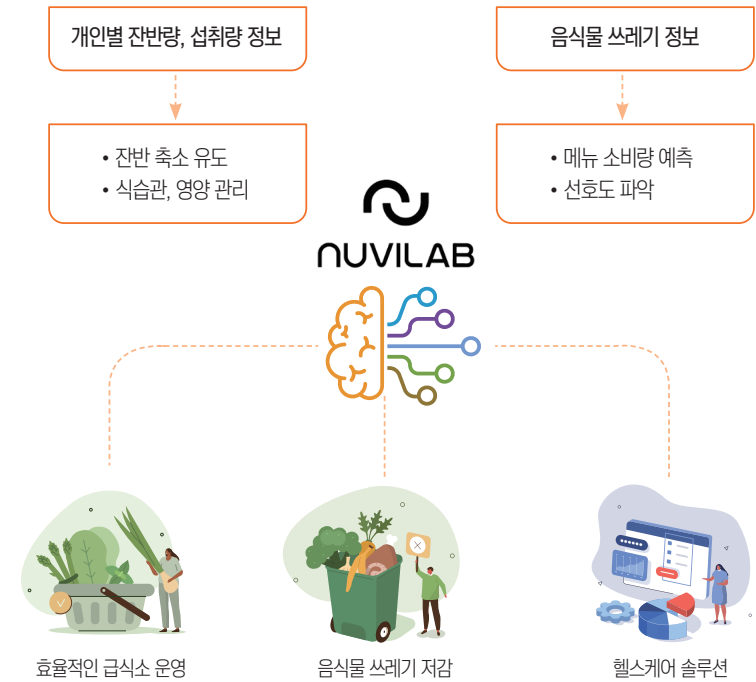 개인별 잔반량, 섭취량 정보
음식물 쓰레기 정보
• 잔반 축소 유도
• 식습관, 영양 관리
• 메뉴 소비량 예측
• 선호도 파악
NUVILAB
효율적인 급식소 운영
음식물 쓰레기 저감
헬스케어 솔루션